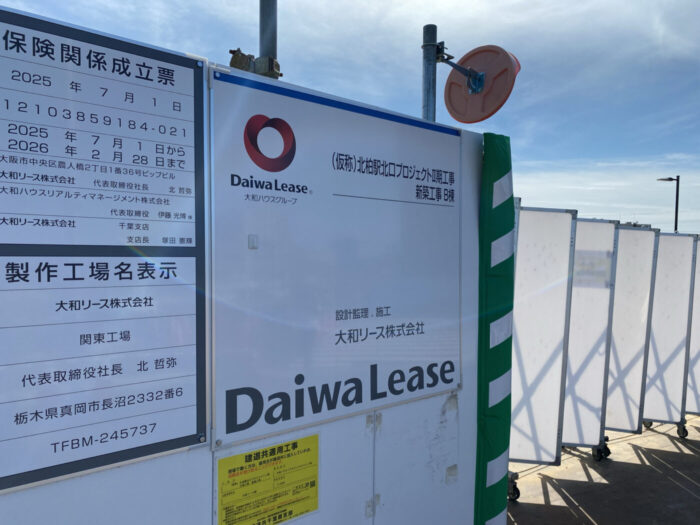 保険関係成立票
2025 年 7 月 1 日
12103859184-021
2025 年 7 月 1 日から
2026 年 2 月 28 日まで
大阪市中央区農人橋2丁目1番36号ピップビル
大和リース株式会社 代表取締役社長 北 哲弥
大和ハウスリアルティマネージメント株式会社
代表取締役 伊藤 光博
大和リース株式会社 千葉支店
支店長 塚田 憲輝
製作工場名表示
大和リース株式会社
関東工場
代表取締役社長 北 哲弥
栃木県真岡市長沼2332番6
TFBM-245737
Daiwa Lease®
大和ハウスグループ
(仮称)北柏駅北口プロジェクトⅡ期工事
新築工事 B棟
設計監理．施工
大和リース株式会社
Daiwa Lease
建退共適用工事